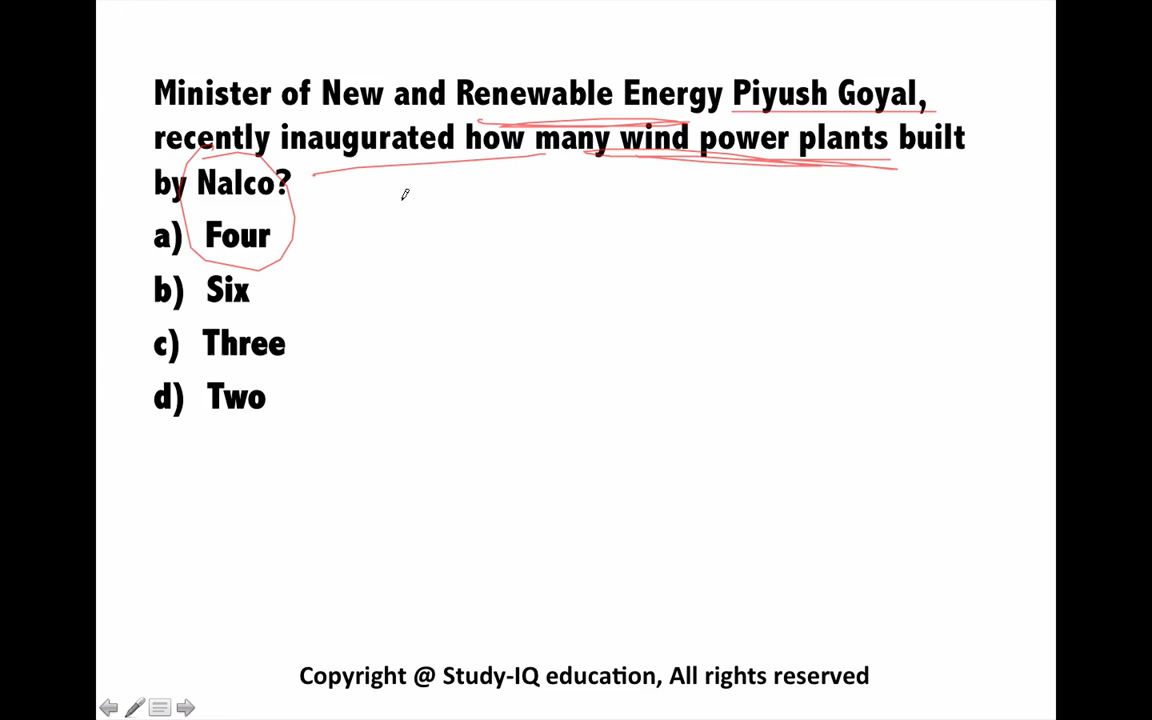 Minister of New and Renewable Energy Piyush Goyal,
recently inaugurated how many wind power plants built
by Nalco?
a) Four
b) Six
c) Three
d) Two
Copyright @ Study-IQ education, All rights reserved